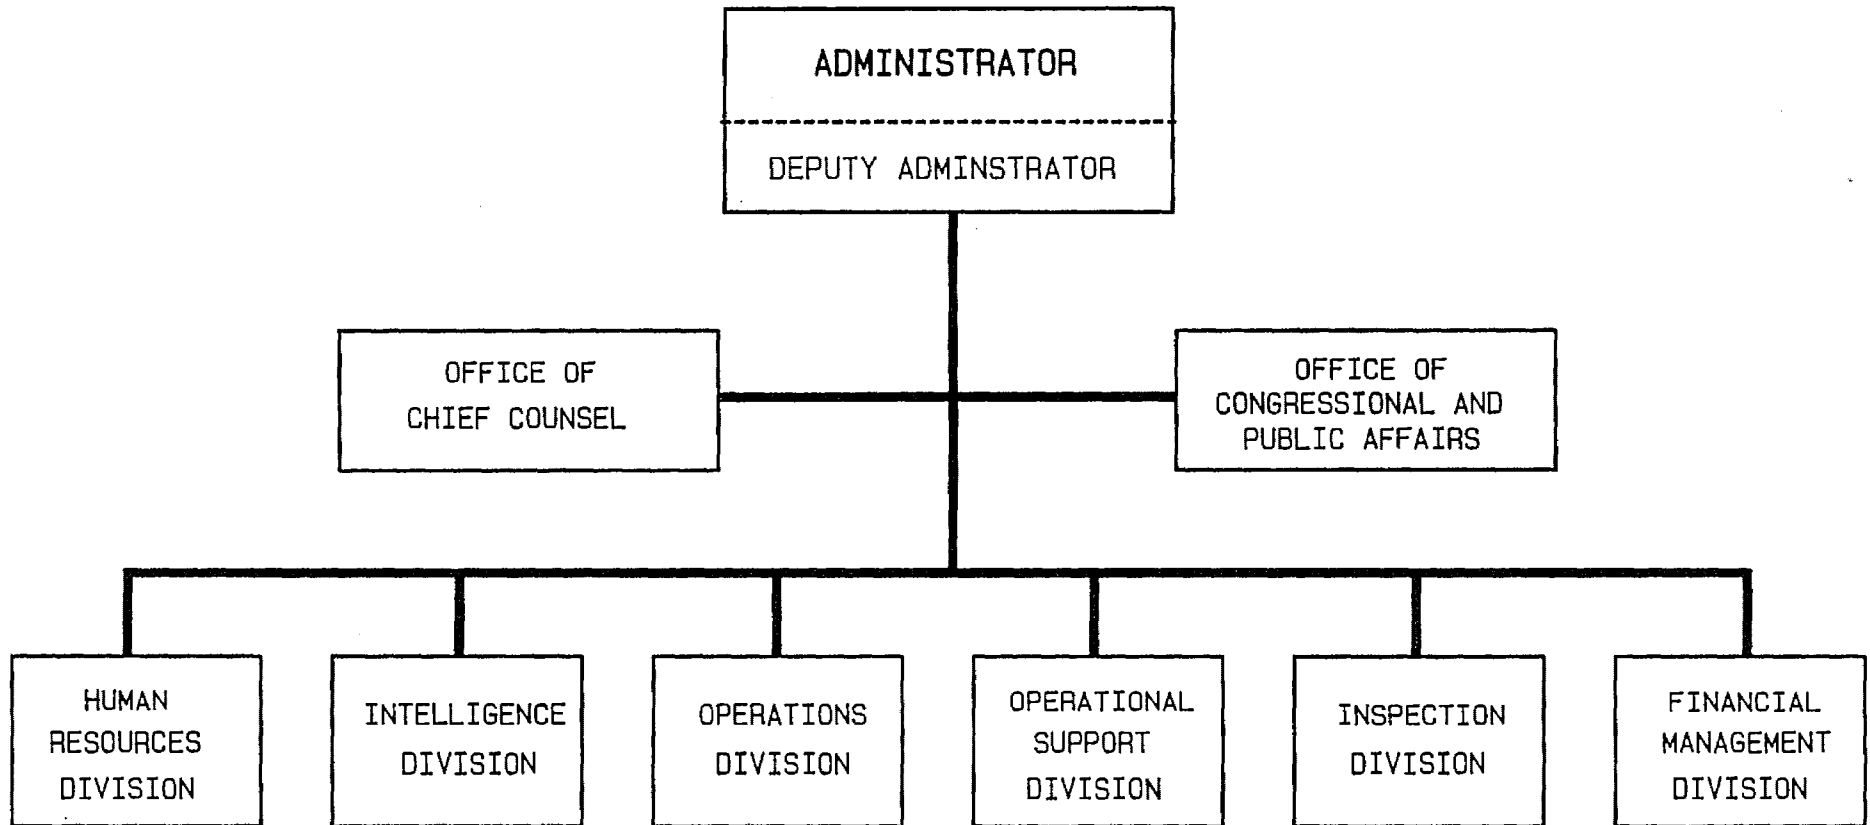 ADMINISTRATOR
DEPUTY ADMINSTRATOR
OFFICE OF
CHIEF COUNSEL
OFFICE OF
CONGRESSIONAL AND
PUBLIC AFFAIRS
HUMAN
RESOURCES
DIVISION
INTELLIGENCE
DIVISION
OPERATIONS
DIVISION
OPERATIONAL
SUPPORT
DIVISION
INSPECTION
DIVISION
FINANCIAL
MANAGEMENT
DIVISION